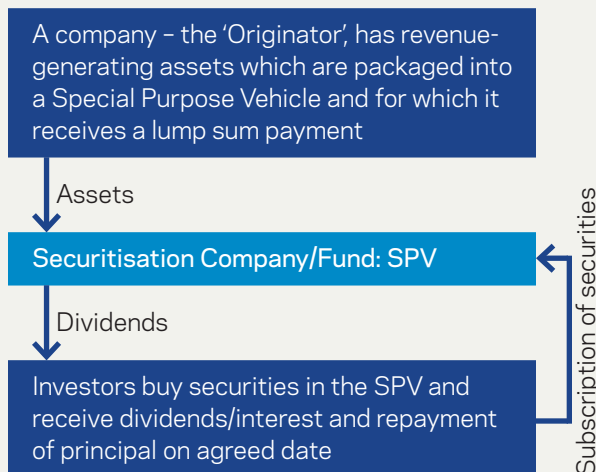 A company – the ‘Originator’, has revenue-
generating assets which are packaged into
a Special Purpose Vehicle and for which it
receives a lump sum payment
Assets
Securitisation Company/Fund: SPV
Dividends
Investors buy securities in the SPV and
receive dividends/interest and repayment
of principal on agreed date
Subscription of securities